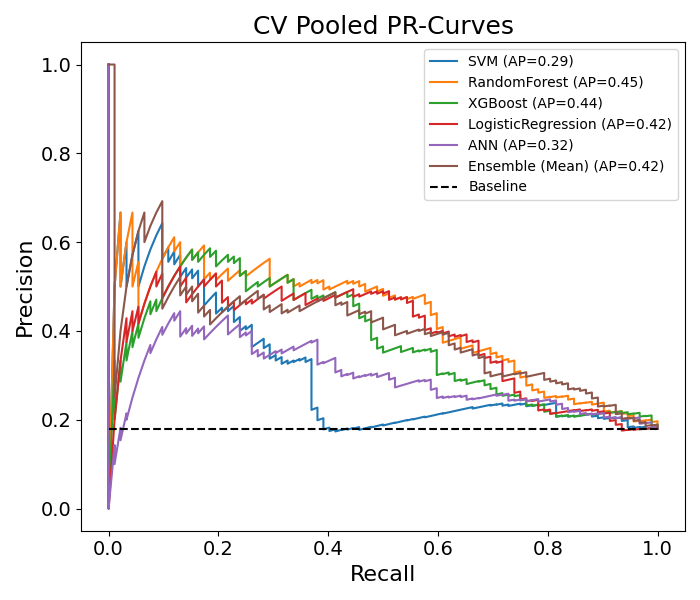 CV Pooled PR-Curves
SVM (AP=0.29)
RandomForest (AP=0.45)
XGBoost (AP=0.44)
LogisticRegression (AP=0.42)
ANN (AP=0.32)
Ensemble (Mean) (AP=0.42)
Baseline
Precision
1.0
0.8
0.6
0.4
0.2
0.0
0.0 0.2 0.4 0.6 0.8 1.0
Recall